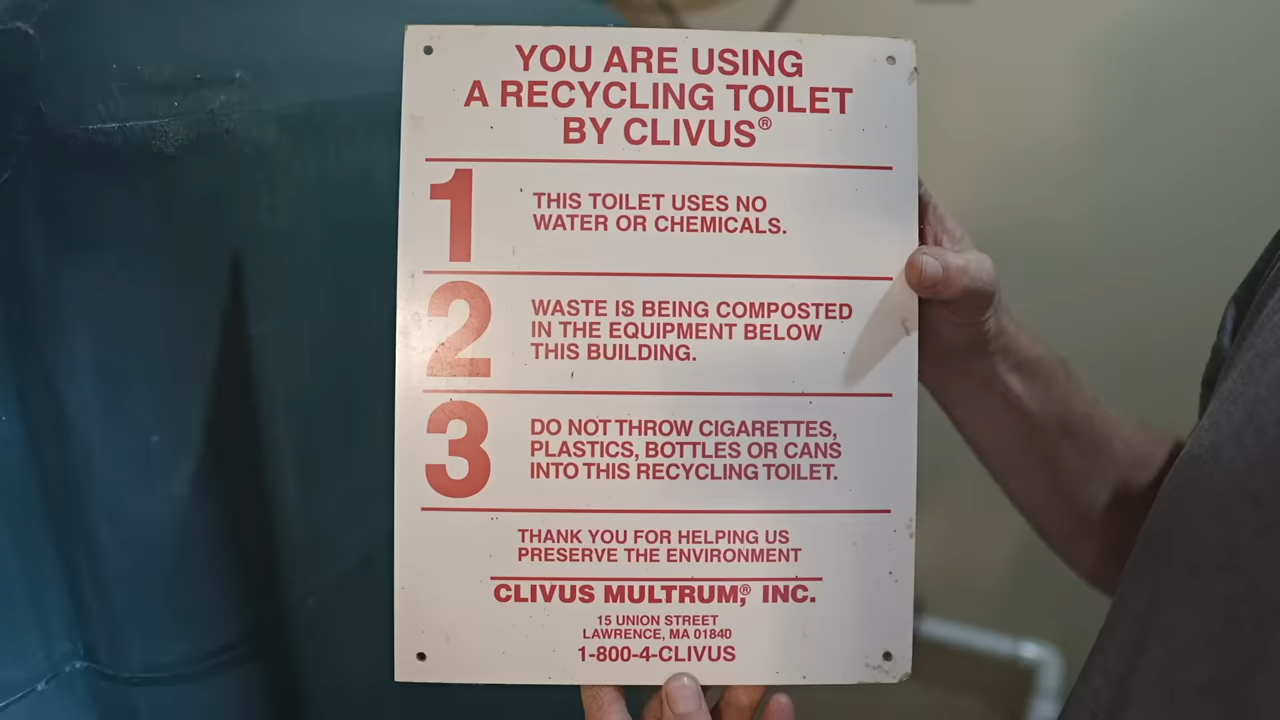 YOU ARE USING
A RECYCLING TOILET
BY CLIVUS®
1
THIS TOILET USES NO
WATER OR CHEMICALS.
2
WASTE IS BEING COMPOSTED
IN THE EQUIPMENT BELOW
THIS BUILDING.
3
DO NOT THROW CIGARETTES,
PLASTICS, BOTTLES OR CANS
INTO THIS RECYCLING TOILET.
THANK YOU FOR HELPING US
PRESERVE THE ENVIRONMENT
CLIVUS MULTRUM,® INC.
15 UNION STREET
LAWRENCE, MA 01840
1-800-4-CLIVUS